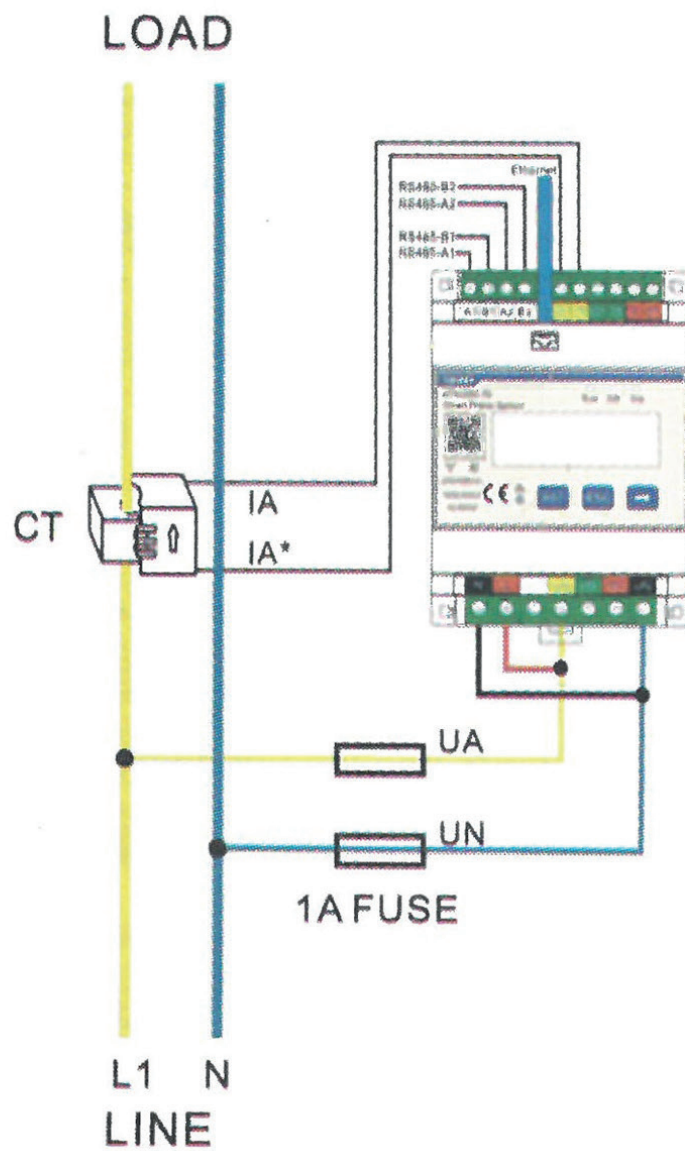 LOAD
Ethernet
RS485-B2
RS485-A2
RS485-B1
RS485-A1
IA
CT
IA*
CE
UA
UN
1A FUSE
L1 N
LINE